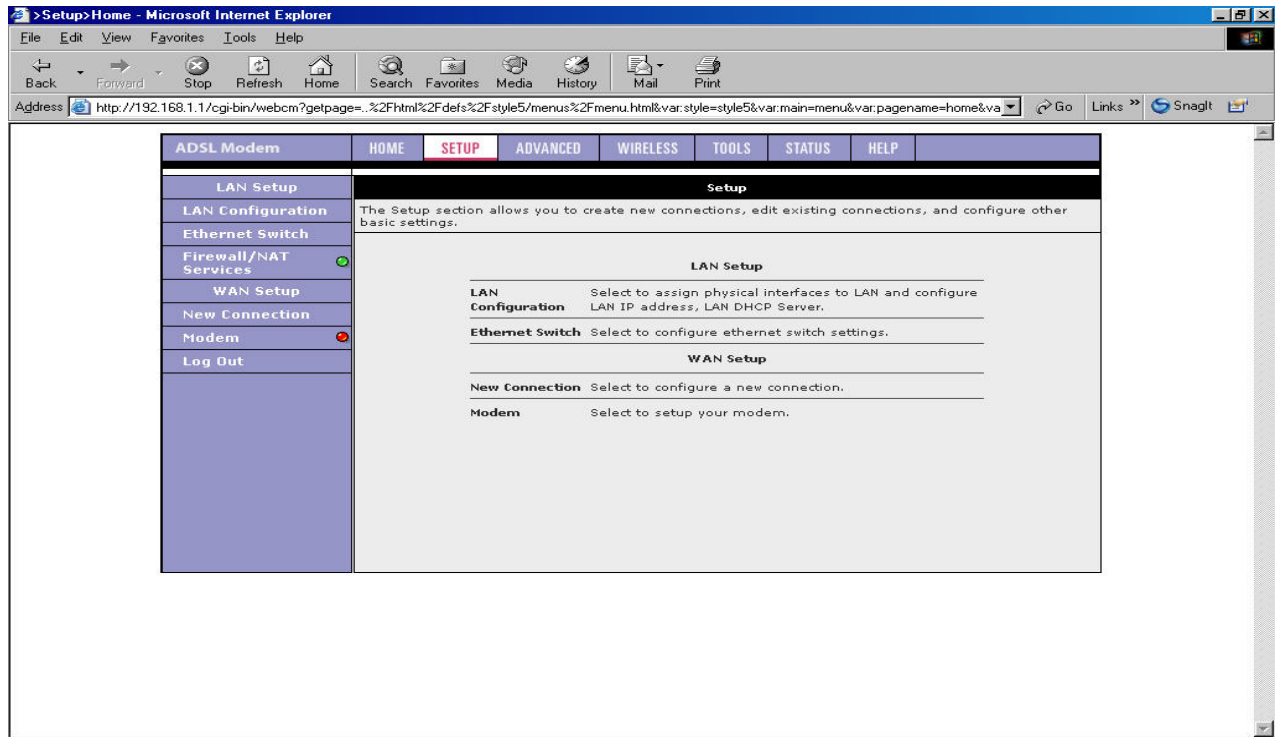 >Setup>Home - Microsoft Internet Explorer
File Edit View Favorites Tools Help
Back Forward Stop Refresh Home Search Favorites Media History Mail Print
Address http://192.168.1.1/cgi-bin/webcm?getpage=..%2Fhtml%2Fdefs%2Fstyle5/menus%2Fmenu.html&var:style=style5&var:main=menu&var:pagename=home&va Go Links » SnagIt
ADSL Modem HOME SETUP ADVANCED WIRELESS TOOLS STATUS HELP
LAN Setup
LAN Configuration
Ethernet Switch
Firewall/NAT
Services
WAN Setup
New Connection
Modem
Log Out
Setup
The Setup section allows you to create new connections, edit existing connections, and configure other
basic settings.
LAN Setup
LAN Select to assign physical interfaces to LAN and configure
Configuration LAN IP address, LAN DHCP Server.
Ethernet Switch Select to configure ethernet switch settings.
WAN Setup
New Connection Select to configure a new connection.
Modem Select to setup your modem.